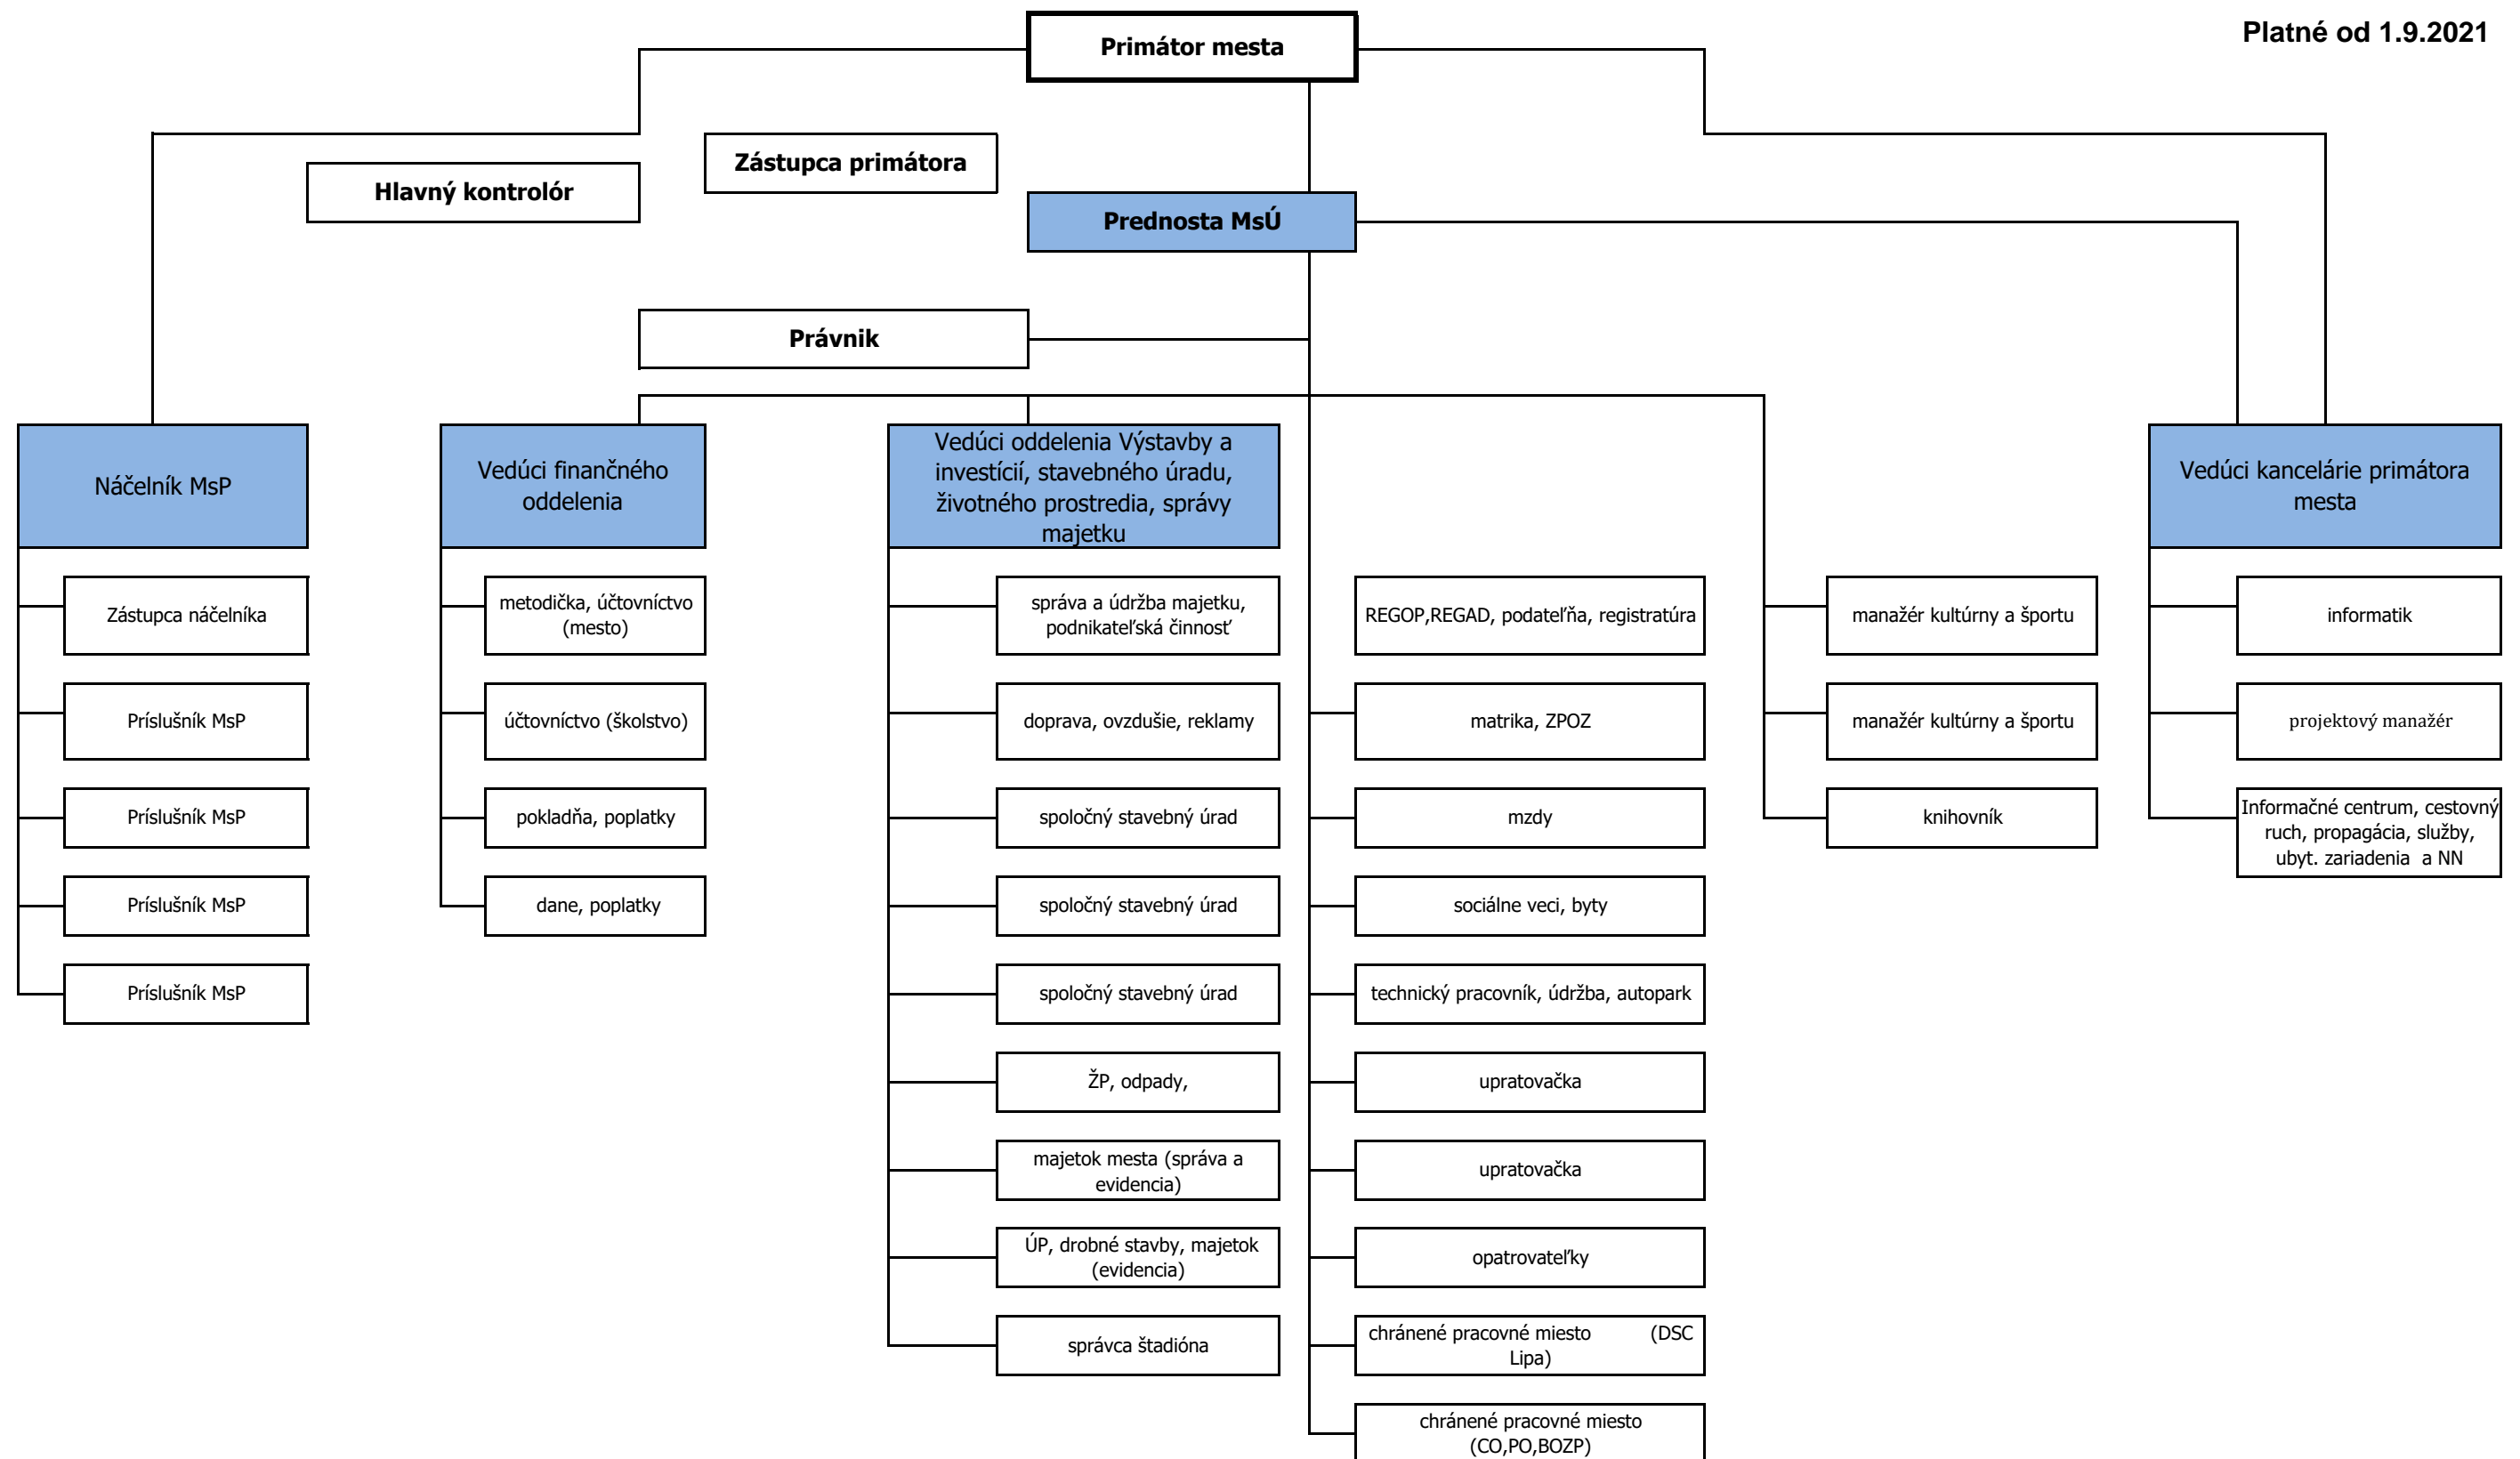 Platné od 1.9.2021
Primátor mesta
Zástupca primátora
Hlavný kontrolór
Prednosta MsÚ
Právnik
Náčelník MsP
Zástupca náčelníka
Príslušník MsP
Príslušník MsP
Príslušník MsP
Príslušník MsP
Vedúci finančného
oddelenia
metodička, účtovníctvo
(mesto)
účtovníctvo (školstvo)
pokladňa, poplatky
dane, poplatky
Vedúci oddelenia Výstavby a
investícií, stavebného úradu,
životného prostredia, správy
majetku
správa a údržba majetku,
podnikateľská činnosť
doprava, ovzdušie, reklamy
spoločný stavebný úrad
spoločný stavebný úrad
spoločný stavebný úrad
ŽP, odpady,
majetok mesta (správa a
evidencia)
ÚP, drobné stavby, majetok
(evidencia)
správca štadióna
REGOP,REGAD, podateľňa, registratúra
matrika, ZPOZ
mzdy
sociálne veci, byty
technický pracovník, údržba, autopark
upratovačka
upratovačka
opatrovateľky
chránené pracovné miesto (DSC
Lipa)
chránené pracovné miesto
(CO,PO,BOZP)
manažér kultúrny a športu
manažér kultúrny a športu
knihovník
Vedúci kancelárie primátora
mesta
informatik
projektový manažér
Informačné centrum, cestovný
ruch, propagácia, služby,
ubyt. zariadenia a NN